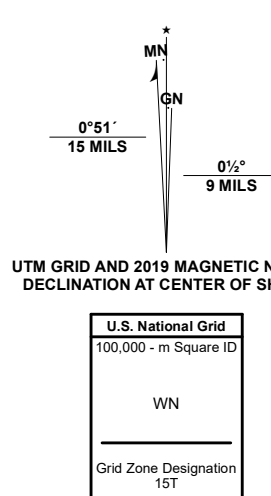 ★
MN
GN
0°51´
15 MILS
0½°
9 MILS
UTM GRID AND 2019 MAGNETIC N
DECLINATION AT CENTER OF SH
U.S. National Grid
100,000 - m Square ID
WN
Grid Zone Designation
15T